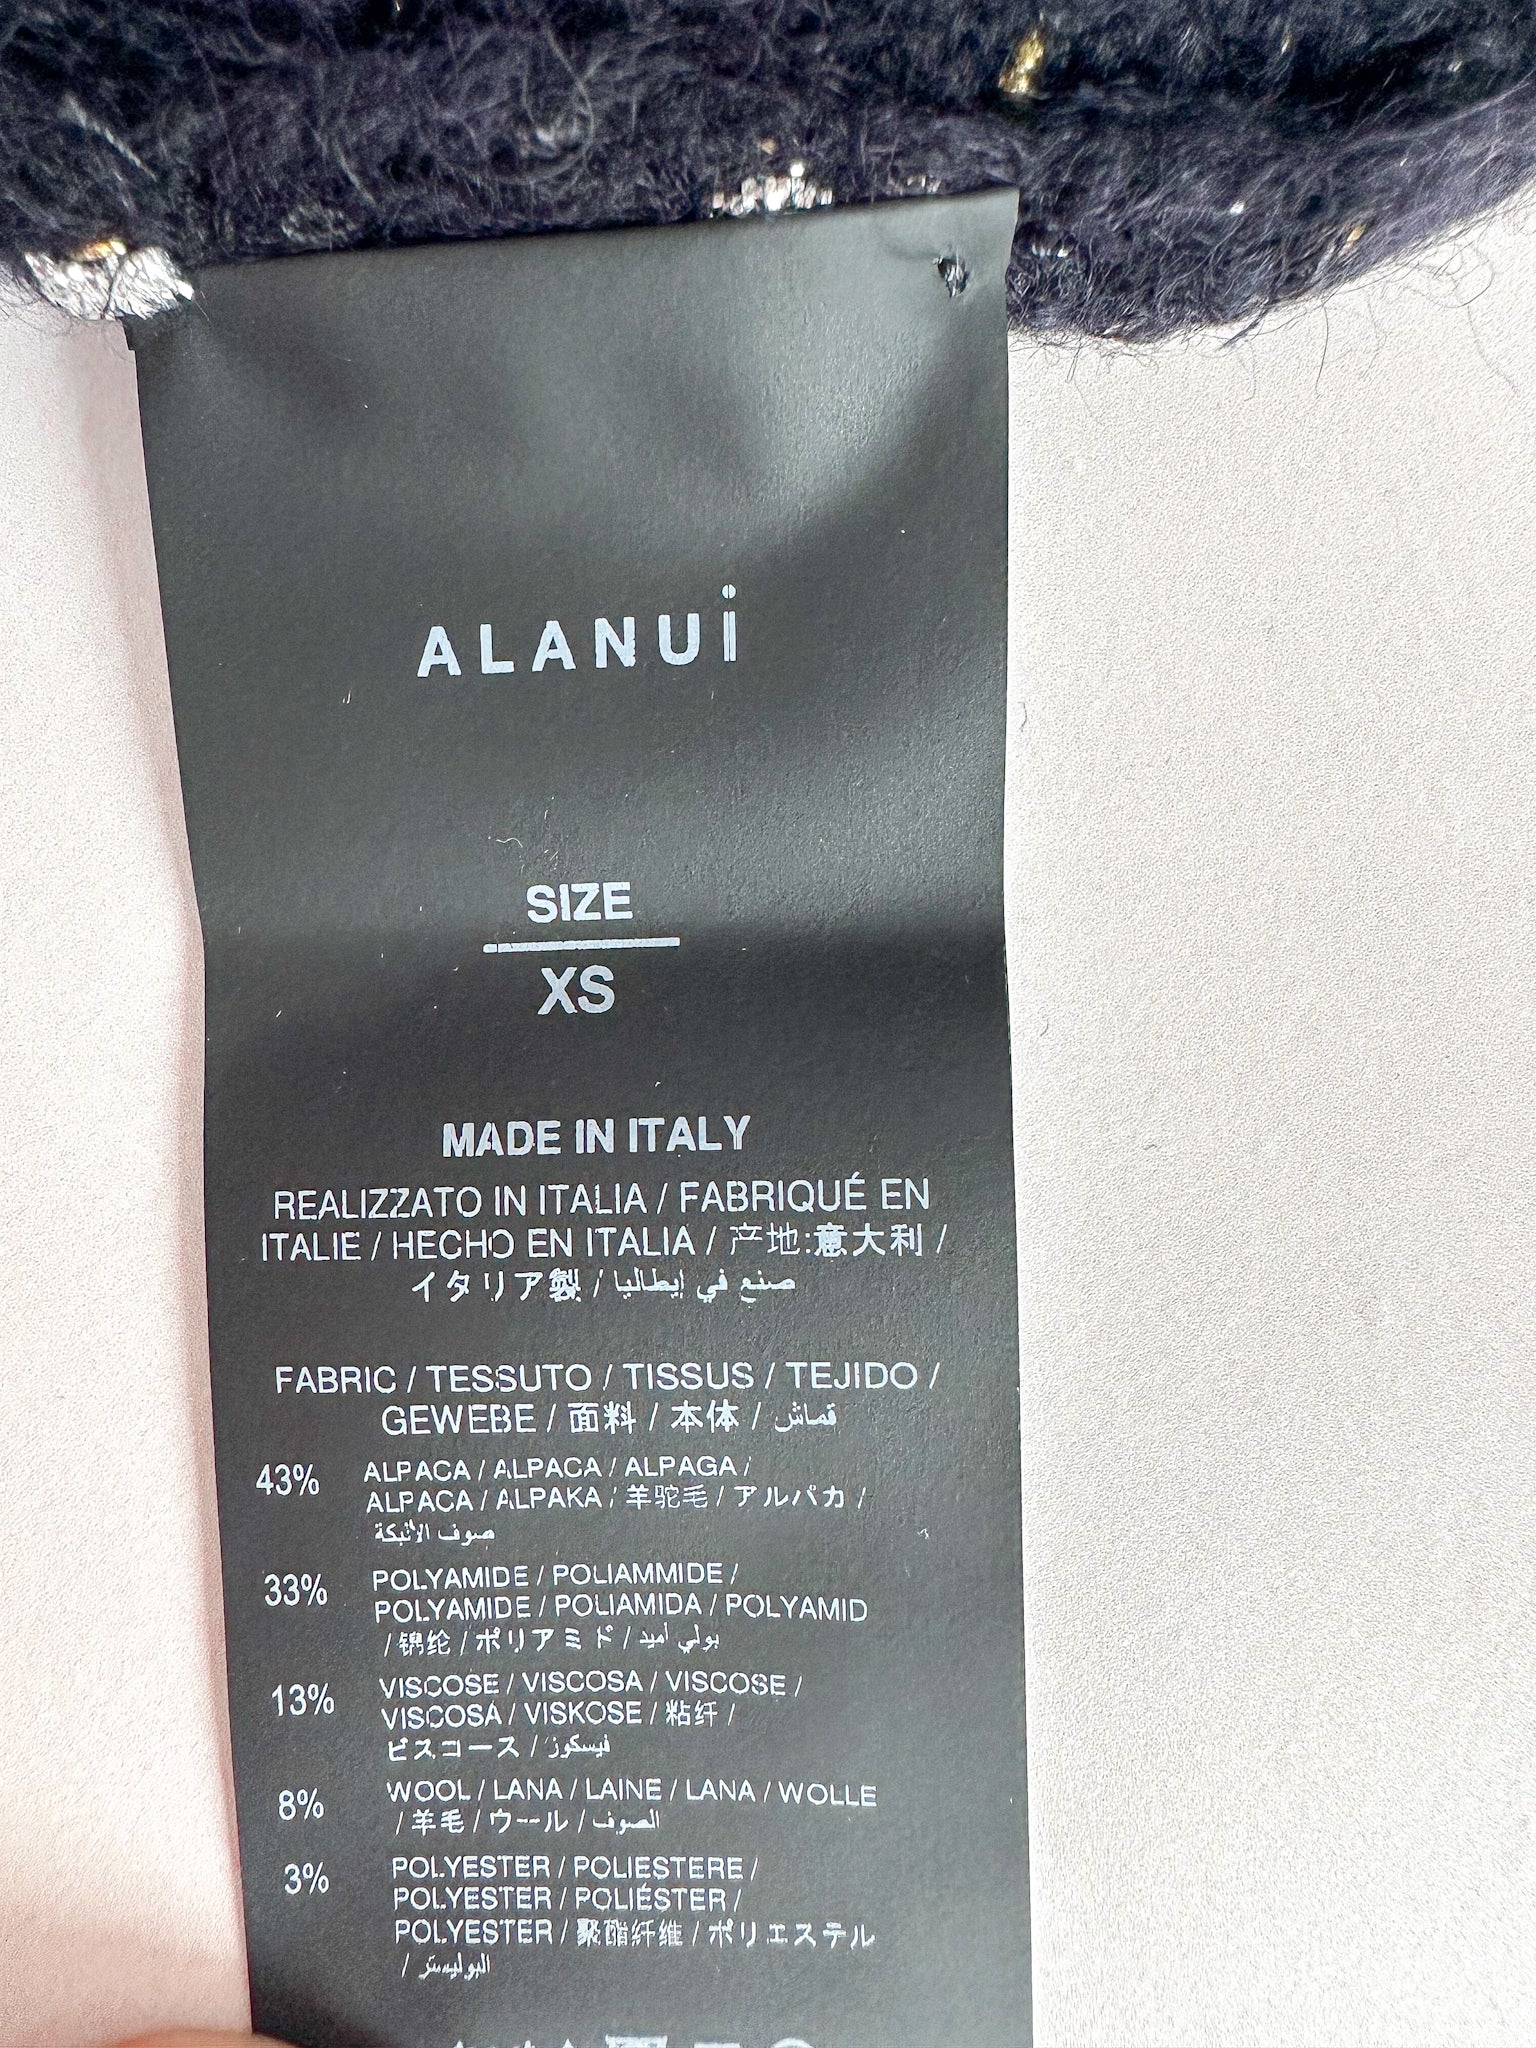 ALANUi
SIZE
XS
MADE IN ITALY
REALIZZATO IN ITALIA / FABRIQUÉ EN
ITALIE / HECHO EN ITALIA / 产地:意大利 /
イタリア製 / صنع في إيطاليا
FABRIC / TESSUTO / TISSUS / TEJIDO /
GEWEBE / 面料 / 本体 / قماش
43% ALPACA / ALPACA / ALPAGA /
ALPACA / ALPAKA / 羊驼毛 / アルパカ /
صوف الألبكة
33% POLYAMIDE / POLIAMMIDE /
POLYAMIDE / POLIAMIDA / POLYAMID
/ 锦纶 / ポリアミド / بولي أميد
13% VISCOSE / VISCOSA / VISCOSE /
VISCOSA / VISKOSE / 粘纤 /
ビスコース / فيسكوز
8% WOOL / LANA / LAINE / LANA / WOLLE
/ 羊毛 / ウール / الصوف
3% POLYESTER / POLIESTERE /
POLYESTER / POLIÉSTER /
POLYESTER / 聚酯纤维 / ポリエステル
/ البوليستر